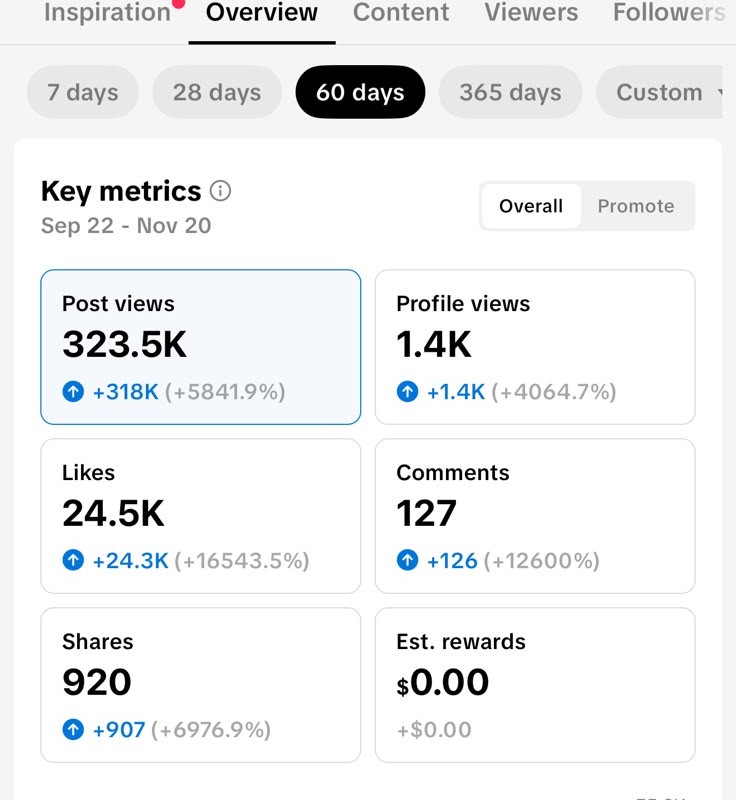 Inspiration Overview Content Viewers Followers
7 days 28 days 60 days 365 days Custom
Key metrics
Overall Promote
Sep 22 - Nov 20
Post views Profile views
323.5K 1.4K
+318K (+5841.9%) +1.4K (+4064.7%)
Likes Comments
24.5K 127
+24.3K (+16543.5%) +126 (+12600%)
Shares Est. rewards
920 $0.00
+907 (+6976.9%) +$0.00